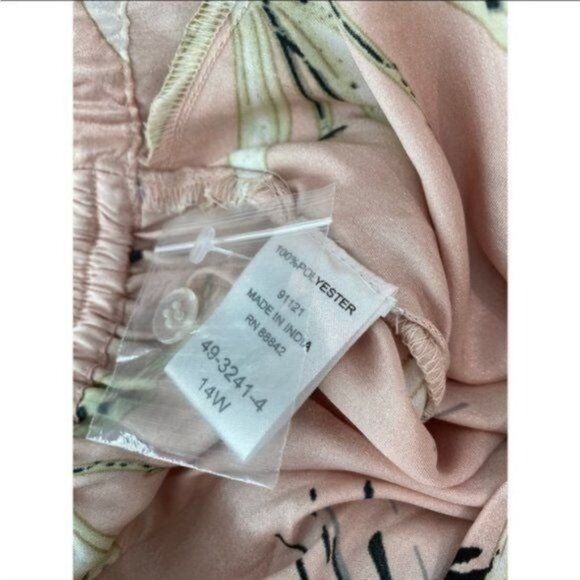 100%POLYESTER
91121
MADE IN INDIA
RN 88842
49-3241-4
14W